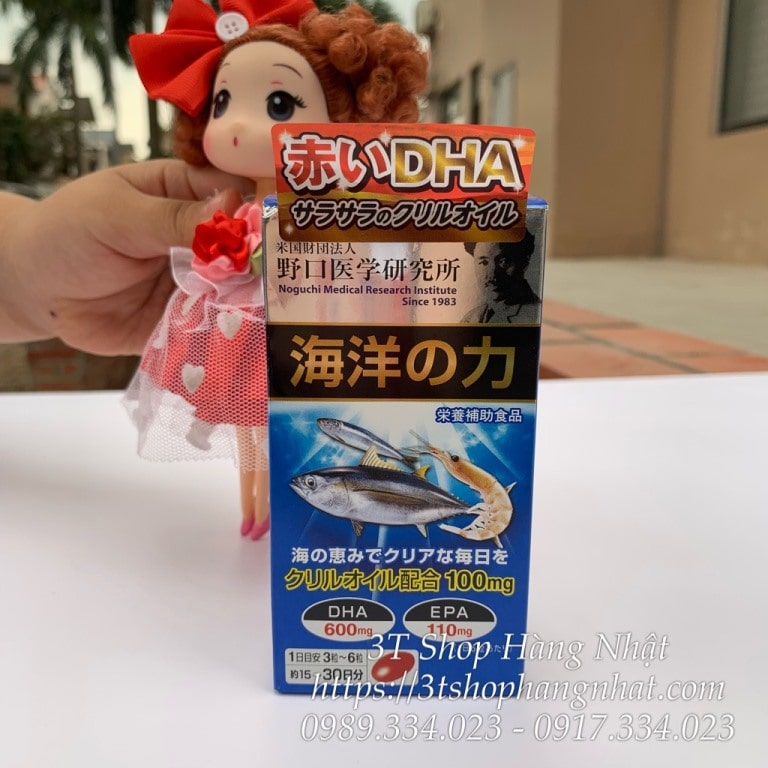 赤いDHA
サラサラのクリルオイル
米国財団法人
野口医学研究所
Noguchi Medical Research Institute
Since 1983
海洋の力
栄養補助食品
海の恵みでクリアな毎日を
クリルオイル配合 100mg
DHA
600mg
EPA
110mg
1日目安 3粒～6粒
約15～30日分
3T Shop Hàng Nhật
https://3tshophangnhat.com
0989.334.023 - 0917.334.023